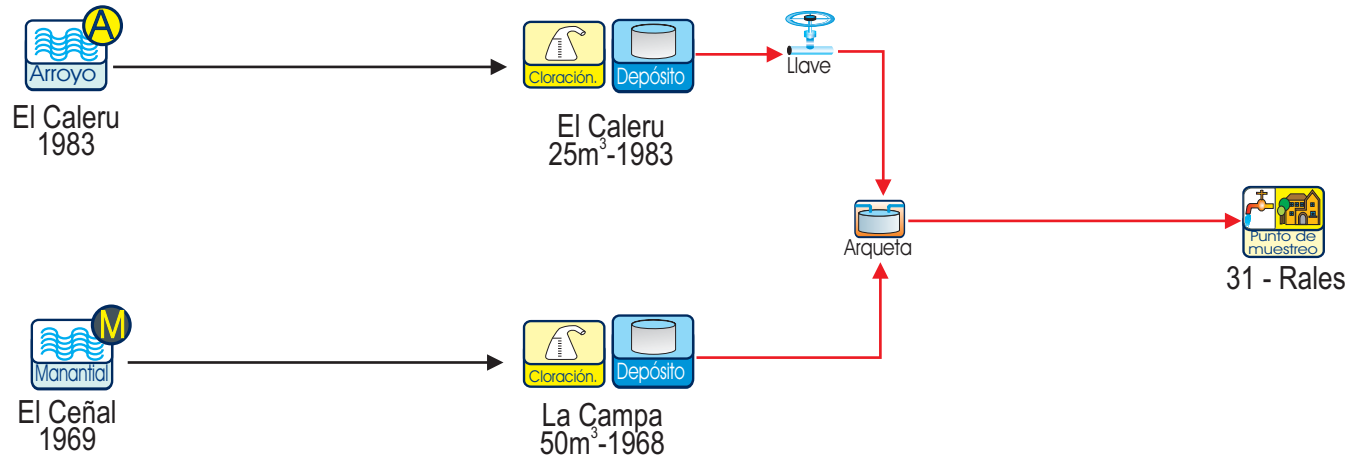 A
Arroyo
El Caleru
1983
Cloración.
Depósito
El Caleru
25m³-1983
Llave
Arqueta
Punto de
muestreo
31 - Rales
M
Manantial
El Ceñal
1969
Cloración.
Depósito
La Campa
50m³-1968